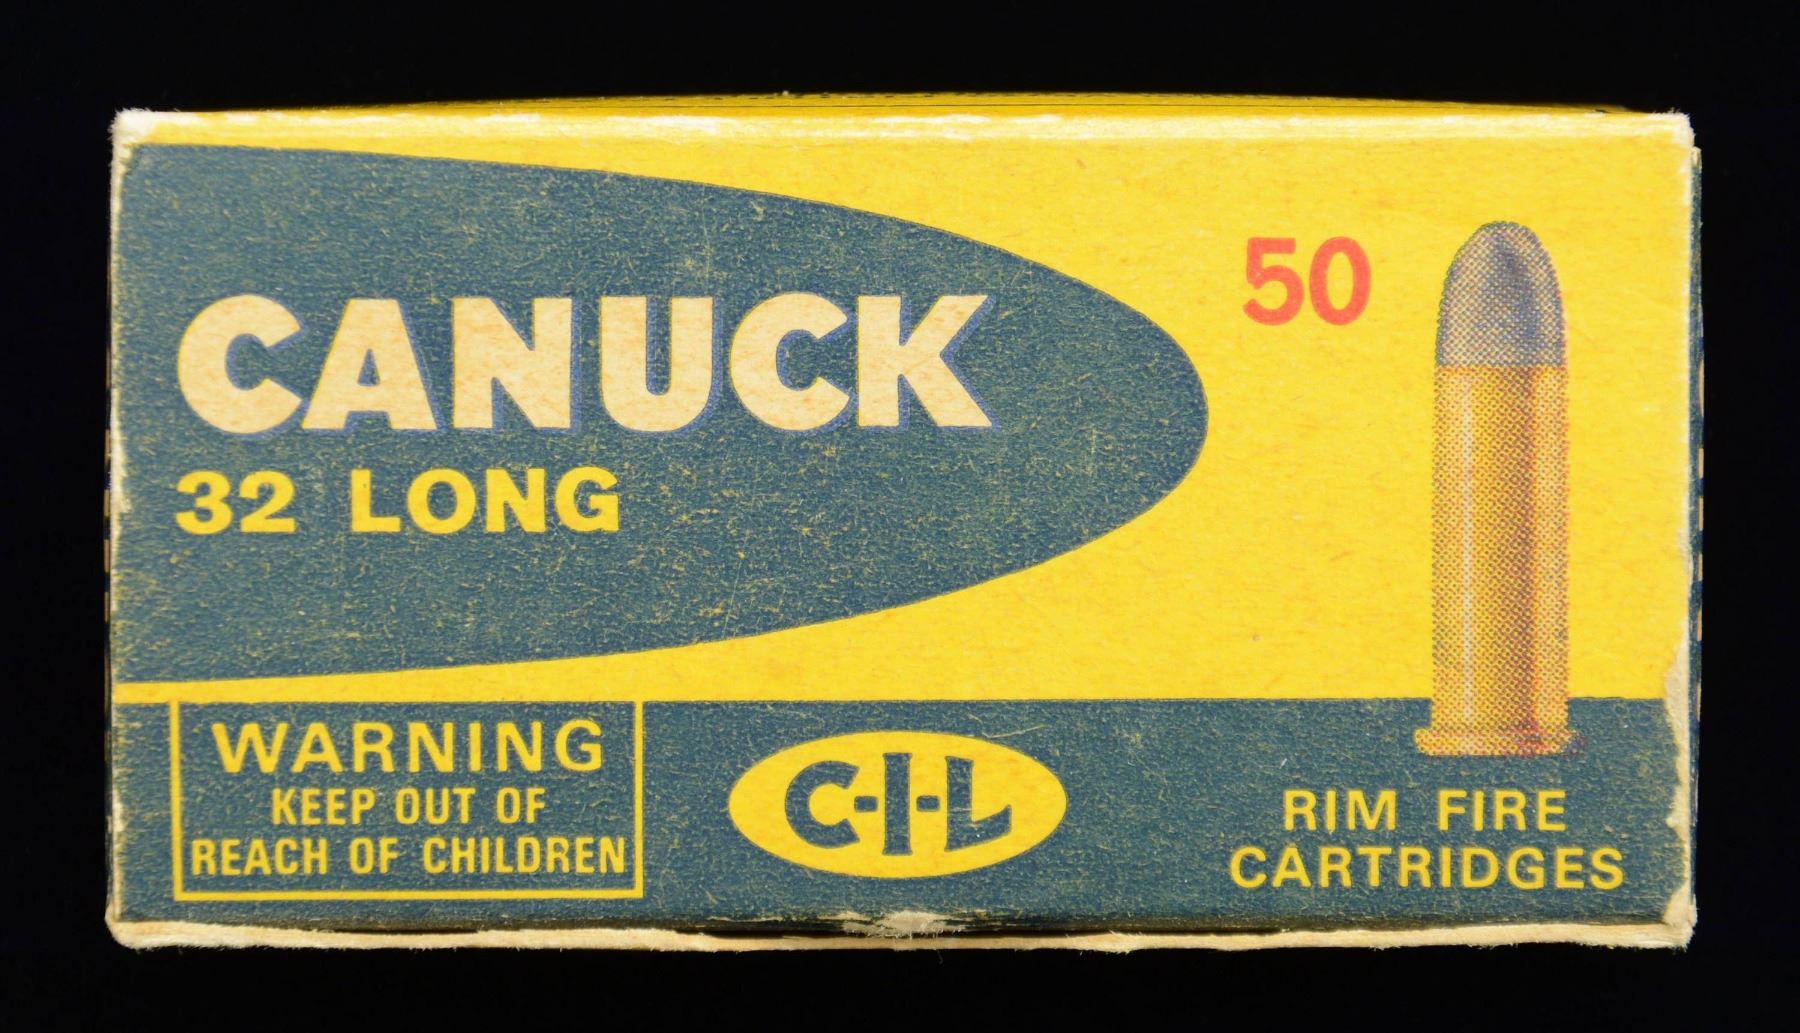 CANUCK
32 LONG
50
WARNING
KEEP OUT OF
REACH OF CHILDREN
C-I-L
RIM FIRE
CARTRIDGES